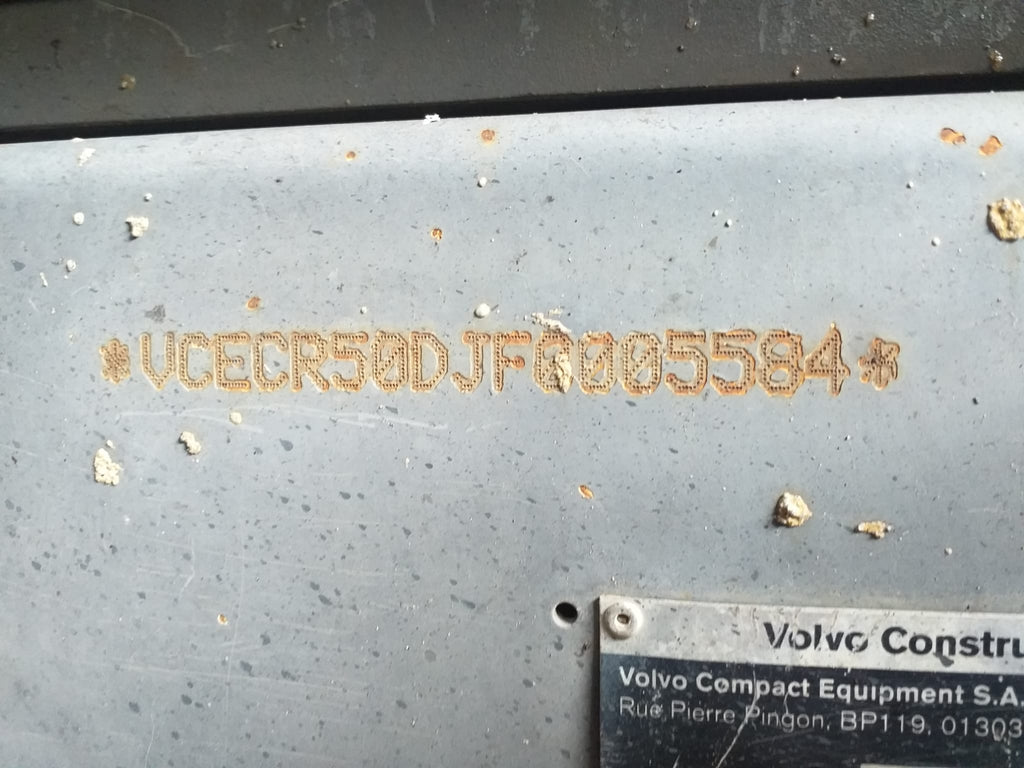 *VCECR50DJF0005584*
Volvo Constru
Volvo Compact Equipment S.A.
Rue Pierre Pingon, BP119, 01303